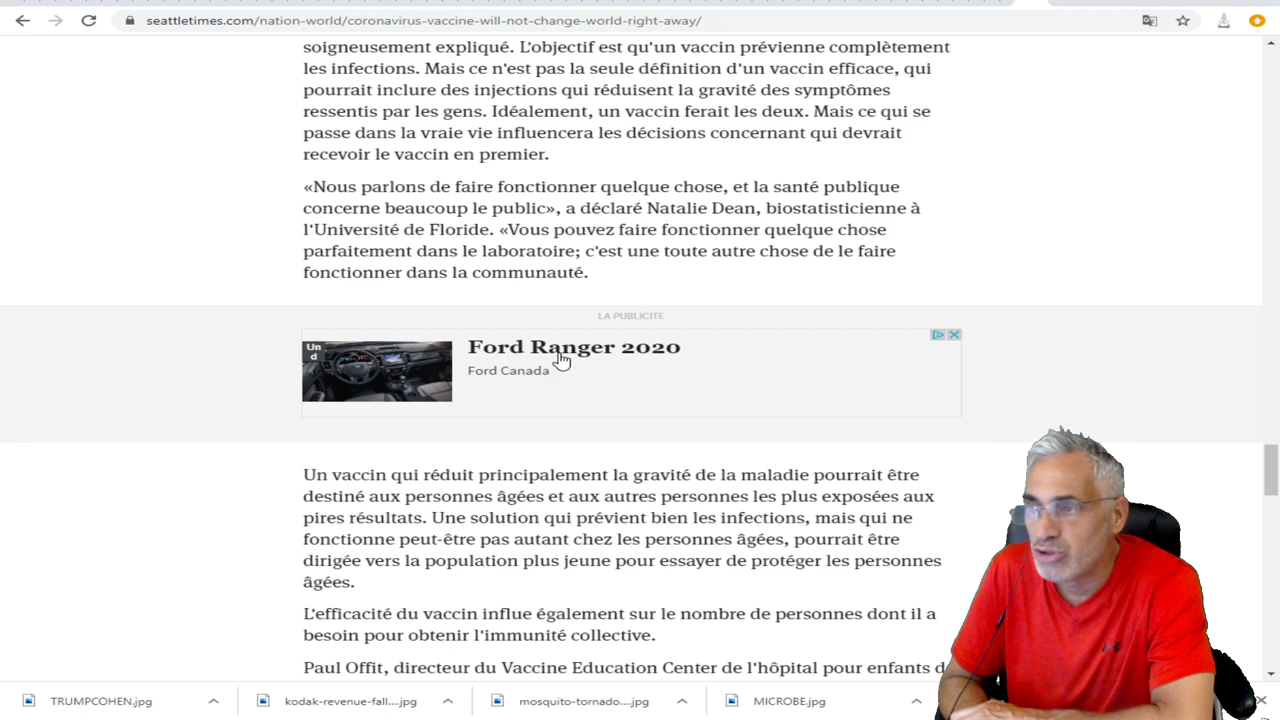 seattletimes.com/nation-world/coronavirus-vaccine-will-not-change-world-right-away/
soigneusement expliqué. L'objectif est qu'un vaccin prévienne complètement
les infections. Mais ce n'est pas la seule définition d'un vaccin efficace, qui
pourrait inclure des injections qui réduisent la gravité des symptômes
ressentis par les gens. Idéalement, un vaccin ferait les deux. Mais ce qui se
passe dans la vraie vie influencera les décisions concernant qui devrait
recevoir le vaccin en premier.
«Nous parlons de faire fonctionner quelque chose, et la santé publique
concerne beaucoup le public», a déclaré Natalie Dean, biostatisticienne à
l'Université de Floride. «Vous pouvez faire fonctionner quelque chose
parfaitement dans le laboratoire; c'est une toute autre chose de le faire
fonctionner dans la communauté.
LA PUBLICITE
Un
d
Ford Ranger 2020
Ford Canada
Un vaccin qui réduit principalement la gravité de la maladie pourrait être
destiné aux personnes âgées et aux autres personnes les plus exposées aux
pires résultats. Une solution qui prévient bien les infections, mais qui ne
fonctionne peut-être pas autant chez les personnes âgées, pourrait être
dirigée vers la population plus jeune pour essayer de protéger les personnes
âgées.
L'efficacité du vaccin influe également sur le nombre de personnes dont il a
besoin pour obtenir l'immunité collective.
Paul Offit, directeur du Vaccine Education Center de l'hôpital pour enfants d
TRUMPCOHEN.jpg
kodak-revenue-fall....jpg
mosquito-tornado....jpg
MICROBE.jpg